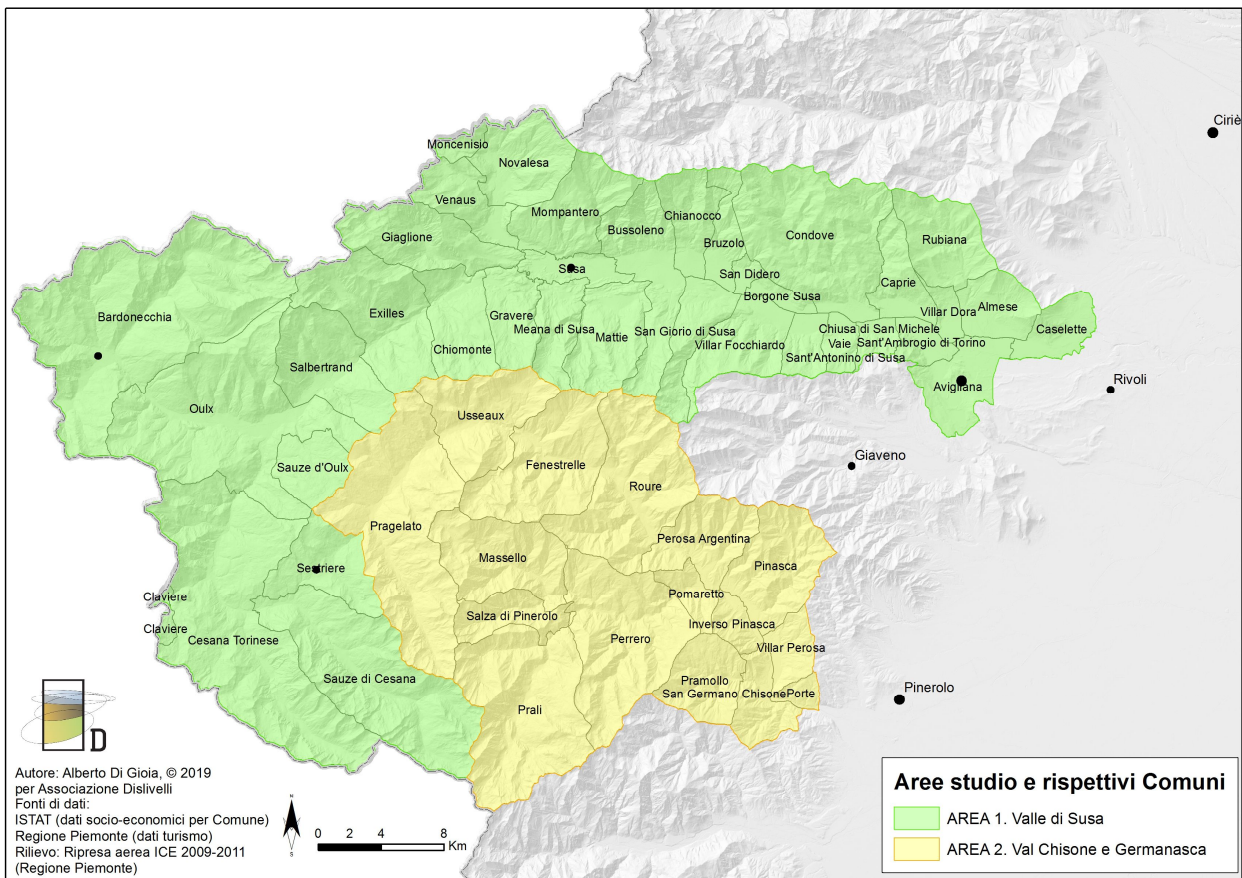 Ciriè
Moncenisio
Novalesa
Venaus
Mompantero
Chianocco
Bussoleno
Giaglione
Bruzolo
Condove
Rubiana
Susa
San Didero
Caprie
Borgone Susa
Almese
Villar Dora
Bardonecchia
Exilles
Gravere
Meana di Susa
Mattie
San Giorio di Susa
Chiusa di San Michele
Caselette
Chiomonte
Villar Focchiardo
Vaie
Sant'Ambrogio di Torino
Sant'Antonino di Susa
Salbertrand
Avigliana
Rivoli
Oulx
Usseaux
Giaveno
Sauze d'Oulx
Fenestrelle
Roure
Pragelato
Perosa Argentina
Massello
Pinasca
Sestriere
Pomaretto
Claviere
Salza di Pinerolo
Inverso Pinasca
Claviere
Cesana Torinese
Perrero
Villar Perosa
Sauze di Cesana
Pramollo
San Germano Chisone
Porte
Pinerolo
Prali
D
Autore: Alberto Di Gioia, © 2019
per Associazione Dislivelli
Fonti di dati:
ISTAT (dati socio-economici per Comune)
Regione Piemonte (dati turismo)
Rilievo: Ripresa aerea ICE 2009-2011
(Regione Piemonte)
N
S
0 2 4 8
Km
Aree studio e rispettivi Comuni
AREA 1. Valle di Susa
AREA 2. Val Chisone e Germanasca